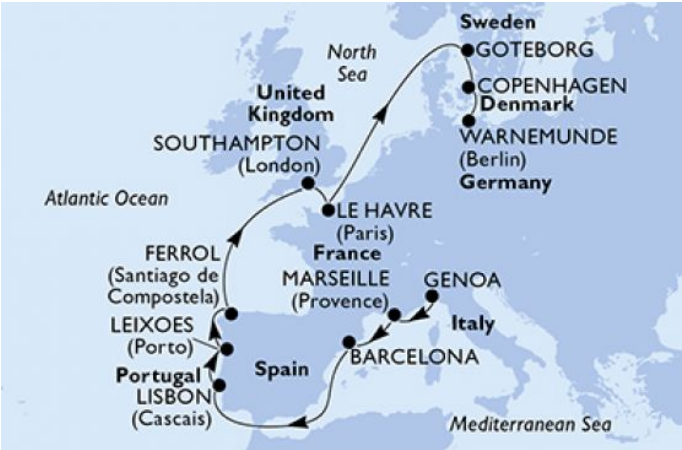 Sweden
GOTEBORG
North
Sea
COPENHAGEN
Denmark
United
Kingdom
WARNEMUNDE
(Berlin)
Germany
SOUTHAMPTON
(London)
Atlantic Ocean
LE HAVRE
(Paris)
France
FERROL
(Santiago de
Compostela)
MARSEILLE
(Provence)
GENOA
Italy
LEIXOES
(Porto)
BARCELONA
Spain
Portugal
LISBON
(Cascais)
Mediterranean Sea